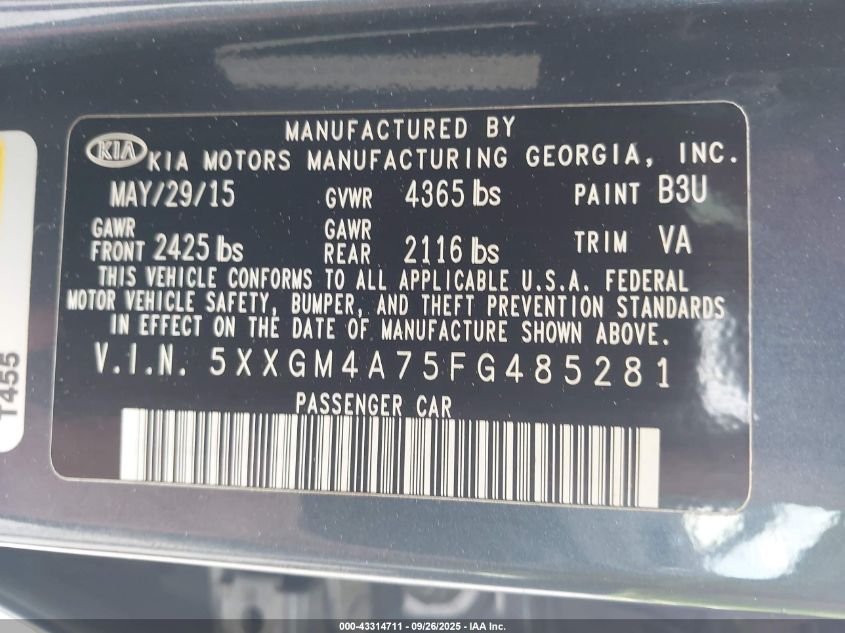 MANUFACTURED BY
KIA KIA MOTORS MANUFACTURING GEORGIA, INC.
MAY/29/15 GVWR 4365 lbs PAINT B3U
GAWR FRONT 2425 lbs GAWR REAR 2116 lbs TRIM VA
THIS VEHICLE CONFORMS TO ALL APPLICABLE U.S.A. FEDERAL
MOTOR VEHICLE SAFETY, BUMPER, AND THEFT PREVENTION STANDARDS
IN EFFECT ON THE DATE OF MANUFACTURE SHOWN ABOVE.
V.I.N. 5XXGM4A75FG485281
PASSENGER CAR
T455
000-43314711 - 09/26/2025 - IAA Inc.